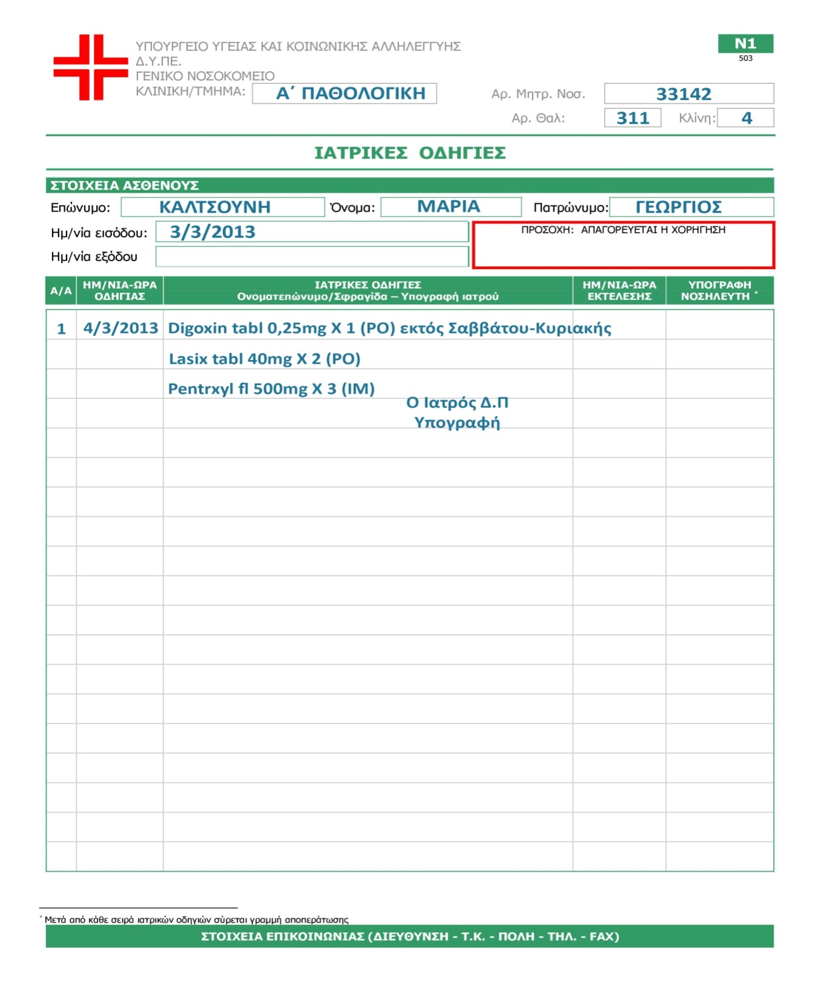 ΥΠΟΥΡΓΕΙΟ ΥΓΕΙΑΣ ΚΑΙ ΚΟΙΝΩΝΙΚΗΣ ΑΛΛΗΛΕΓΓΥΗΣ
Δ.Υ.ΠΕ.
ΓΕΝΙΚΟ ΝΟΣΟΚΟΜΕΙΟ
ΚΛΙΝΙΚΗ/ΤΜΗΜΑ: Α΄ ΠΑΘΟΛΟΓΙΚΗ
N1
503
Αρ. Μητρ. Νοσ. 33142
Αρ. Θαλ: 311 Κλίνη: 4
ΙΑΤΡΙΚΕΣ ΟΔΗΓΙΕΣ
ΣΤΟΙΧΕΙΑ ΑΣΘΕΝΟΥΣ
Επώνυμο: ΚΑΛΤΣΟΥΝΗ Όνομα: ΜΑΡΙΑ Πατρώνυμο: ΓΕΩΡΓΙΟΣ
Ημ/νία εισόδου: 3/3/2013
ΠΡΟΣΟΧΗ: ΑΠΑΓΟΡΕΥΕΤΑΙ Η ΧΟΡΗΓΗΣΗ
Ημ/νία εξόδου
Α/Α
ΗΜ/ΝΙΑ-ΩΡΑ
ΟΔΗΓΙΑΣ
ΙΑΤΡΙΚΕΣ ΟΔΗΓΙΕΣ
Ονοματεπώνυμο/Σφραγίδα – Υπογραφή ιατρού
ΗΜ/ΝΙΑ-ΩΡΑ
ΕΚΤΕΛΕΣΗΣ
ΥΠΟΓΡΑΦΗ
ΝΟΣΗΛΕΥΤΗ *
1 4/3/2013 Digoxin tabl 0,25mg X 1 (PO) εκτός Σαββάτου-Κυριακής
Lasix tabl 40mg X 2 (PO)
Pentrxyl fl 500mg X 3 (IM)
Ο Ιατρός Δ.Π
Υπογραφή
* Μετά από κάθε σειρά ιατρικών οδηγιών σύρεται γραμμή αποπεράτωσης
ΣΤΟΙΧΕΙΑ ΕΠΙΚΟΙΝΩΝΙΑΣ (ΔΙΕΥΘΥΝΣΗ - Τ.Κ. - ΠΟΛΗ - ΤΗΛ. - FAX)